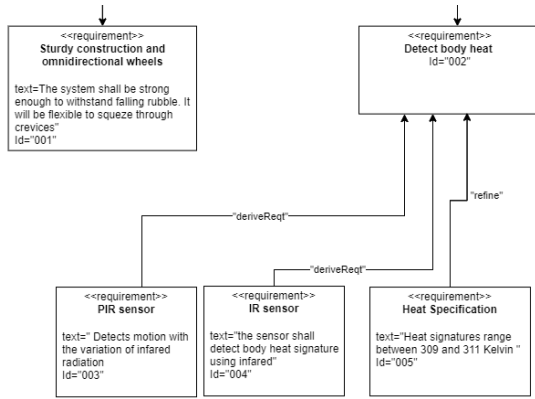 <<requirement>>
Sturdy construction and
omnidirectional wheels
text=The system shall be strong
enough to withstand falling rubble. It
will be flexible to squeze through
crevices"
Id="001"
<<requirement>>
Detect body heat
Id="002"
"refine"
"deriveReqt"
"deriveReqt"
<<requirement>>
PIR sensor
text=" Detects motion with
the variation of infared
radiation
Id="003"
<<requirement>>
IR sensor
text="the sensor shall
detect body heat signature
using infared"
Id="004"
<<requirement>>
Heat Specification
text="Heat signatures range
between 309 and 311 Kelvin "
Id="005"